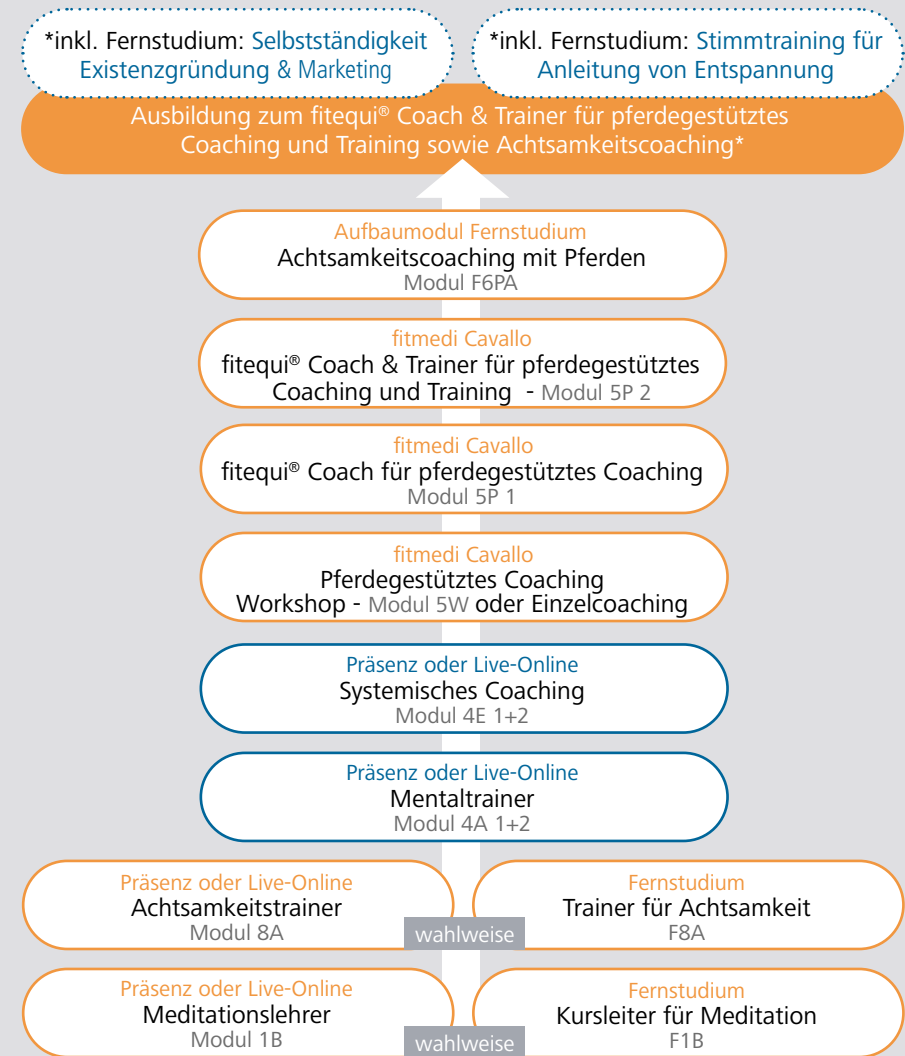 *inkl. Fernstudium: Selbstständigkeit
Existenzgründung & Marketing
*inkl. Fernstudium: Stimmtraining für
Anleitung von Entspannung
Ausbildung zum fitequi® Coach & Trainer für pferdegestütztes
Coaching und Training sowie Achtsamkeitscoaching*
Aufbaumodul Fernstudium
Achtsamkeitscoaching mit Pferden
Modul F6PA
fitmedi Cavallo
fitequi® Coach & Trainer für pferdegestütztes
Coaching und Training - Modul 5P 2
fitmedi Cavallo
fitequi® Coach für pferdegestütztes Coaching
Modul 5P 1
fitmedi Cavallo
Pferdegestütztes Coaching
Workshop - Modul 5W oder Einzelcoaching
Präsenz oder Live-Online
Systemisches Coaching
Modul 4E 1+2
Präsenz oder Live-Online
Mentaltrainer
Modul 4A 1+2
Präsenz oder Live-Online
Achtsamkeitstrainer
Modul 8A
wahlweise
Fernstudium
Trainer für Achtsamkeit
F8A
Präsenz oder Live-Online
Meditationslehrer
Modul 1B
wahlweise
Fernstudium
Kursleiter für Meditation
F1B